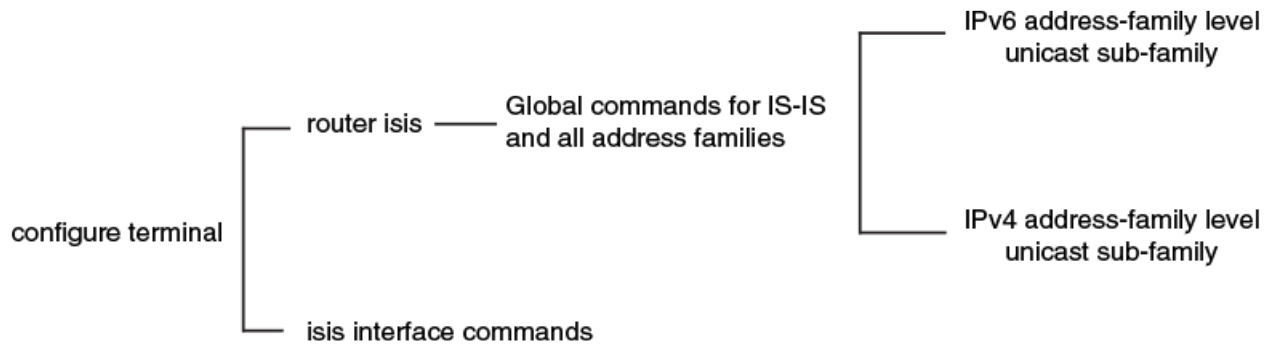 IPv6 address-family level
unicast sub-family
Global commands for IS-IS
router isis
and all address families
configure terminal
IPv4 address-family level
unicast sub-family
isis interface commands